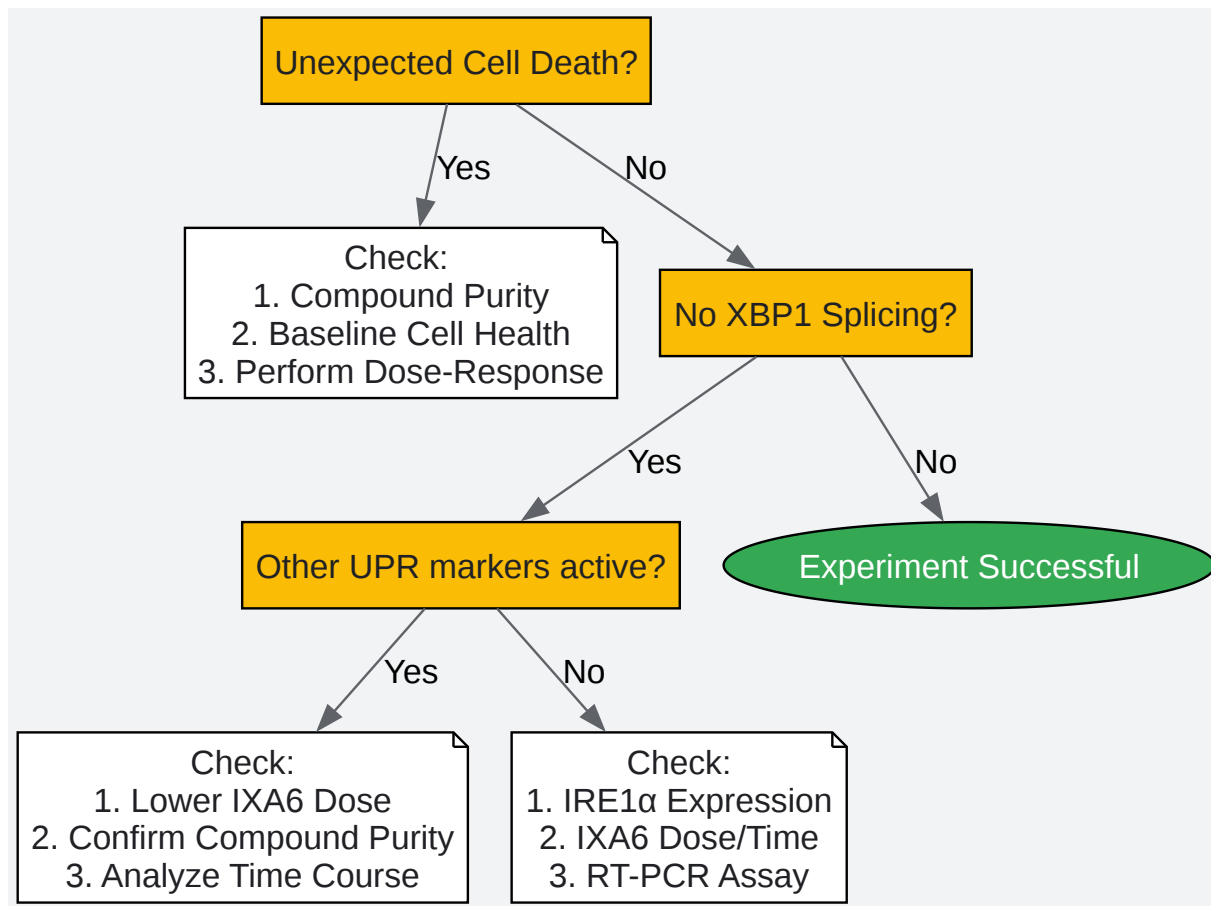 Unexpected Cell Death?
Yes
No
Check:
1. Compound Purity
2. Baseline Cell Health
3. Perform Dose-Response
No XBP1 Splicing?
Yes
No
Other UPR markers active?
Experiment Successful
Yes
No
Check:
1. Lower IXA6 Dose
2. Confirm Compound Purity
3. Analyze Time Course
Check:
1. IRE1α Expression
2. IXA6 Dose/Time
3. RT-PCR Assay